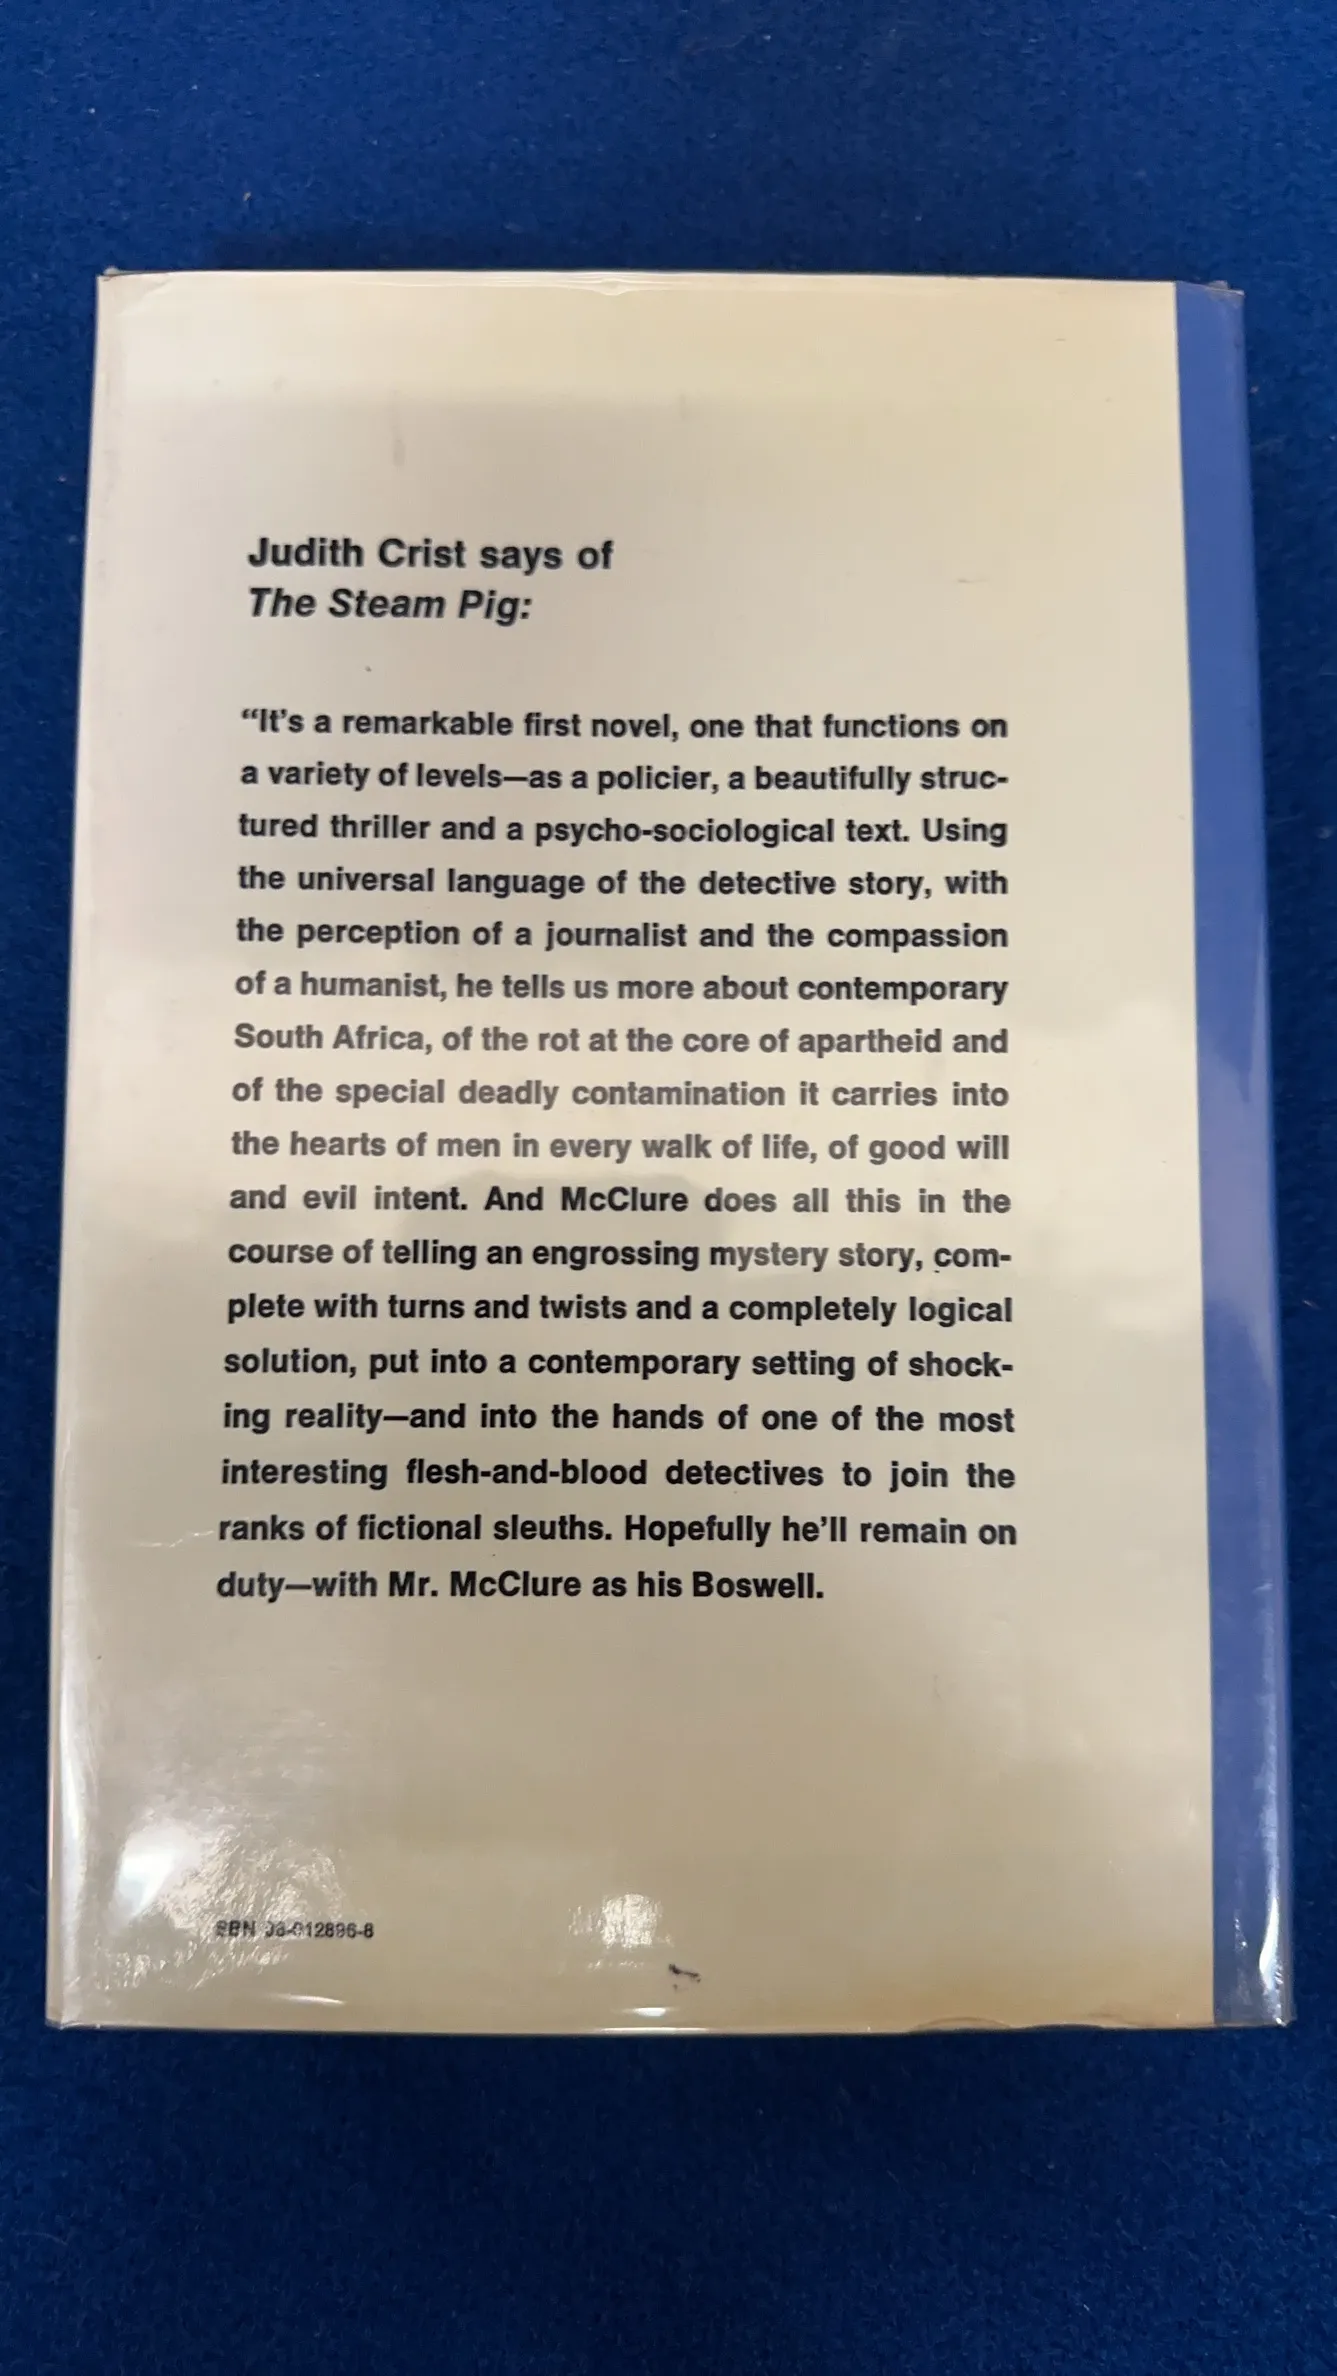 Judith Crist says of
The Steam Pig:
“It’s a remarkable first novel, one that functions on
a variety of levels—as a policier, a beautifully struc-
tured thriller and a psycho-sociological text. Using
the universal language of the detective story, with
the perception of a journalist and the compassion
of a humanist, he tells us more about contemporary
South Africa, of the rot at the core of apartheid and
of the special deadly contamination it carries into
the hearts of men in every walk of life, of good will
and evil intent. And McClure does all this in the
course of telling an engrossing mystery story, com-
plete with turns and twists and a completely logical
solution, put into a contemporary setting of shock-
ing reality—and into the hands of one of the most
interesting flesh-and-blood detectives to join the
ranks of fictional sleuths. Hopefully he’ll remain on
duty—with Mr. McClure as his Boswell.
SBN